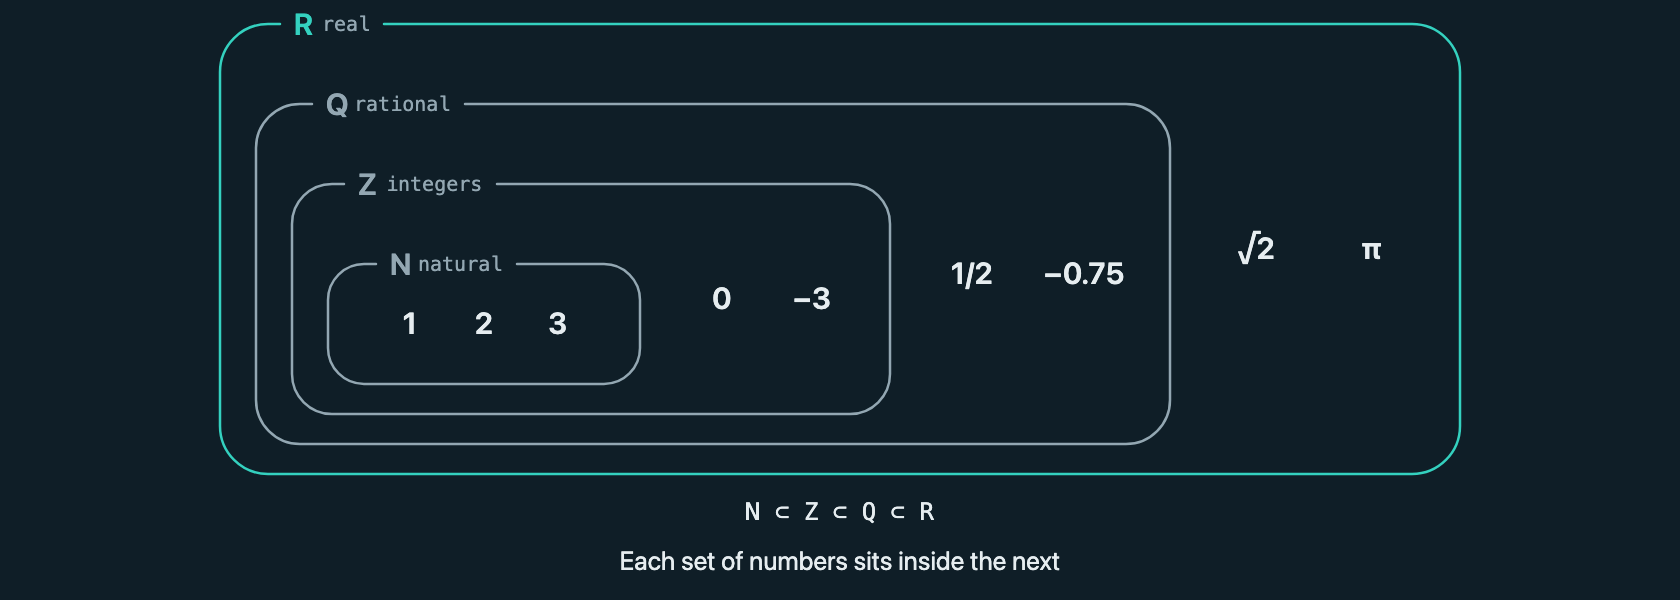 R real
Q rational
Z integers
N natural
1 2 3
0 −3
1/2 −0.75
√2 π
N ⊂ Z ⊂ Q ⊂ R
Each set of numbers sits inside the next